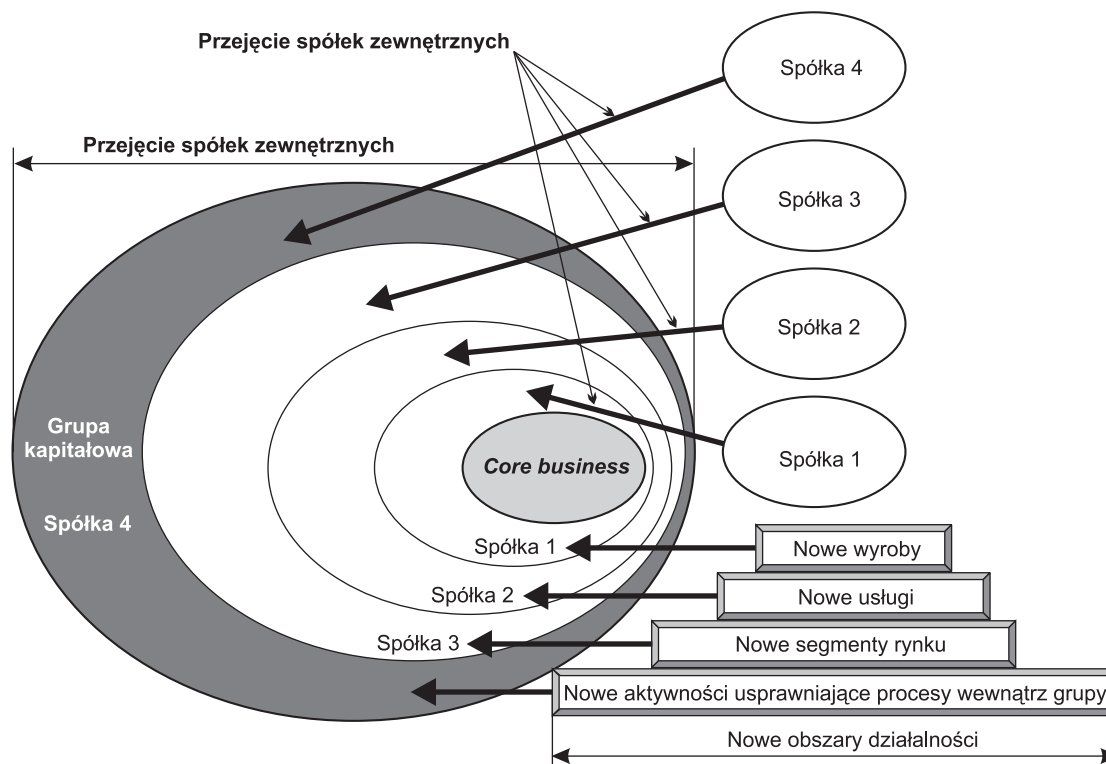 Przejęcie spółek zewnętrznych
Spółka 4
Przejęcie spółek zewnętrznych
Spółka 3
Spółka 2
Grupa
kapitałowa
Spółka 4
Core business
Spółka 1
Spółka 1
Nowe wyroby
Spółka 2
Nowe usługi
Spółka 3
Nowe segmenty rynku
Nowe aktywności usprawniające procesy wewnątrz grupy
Nowe obszary działalności